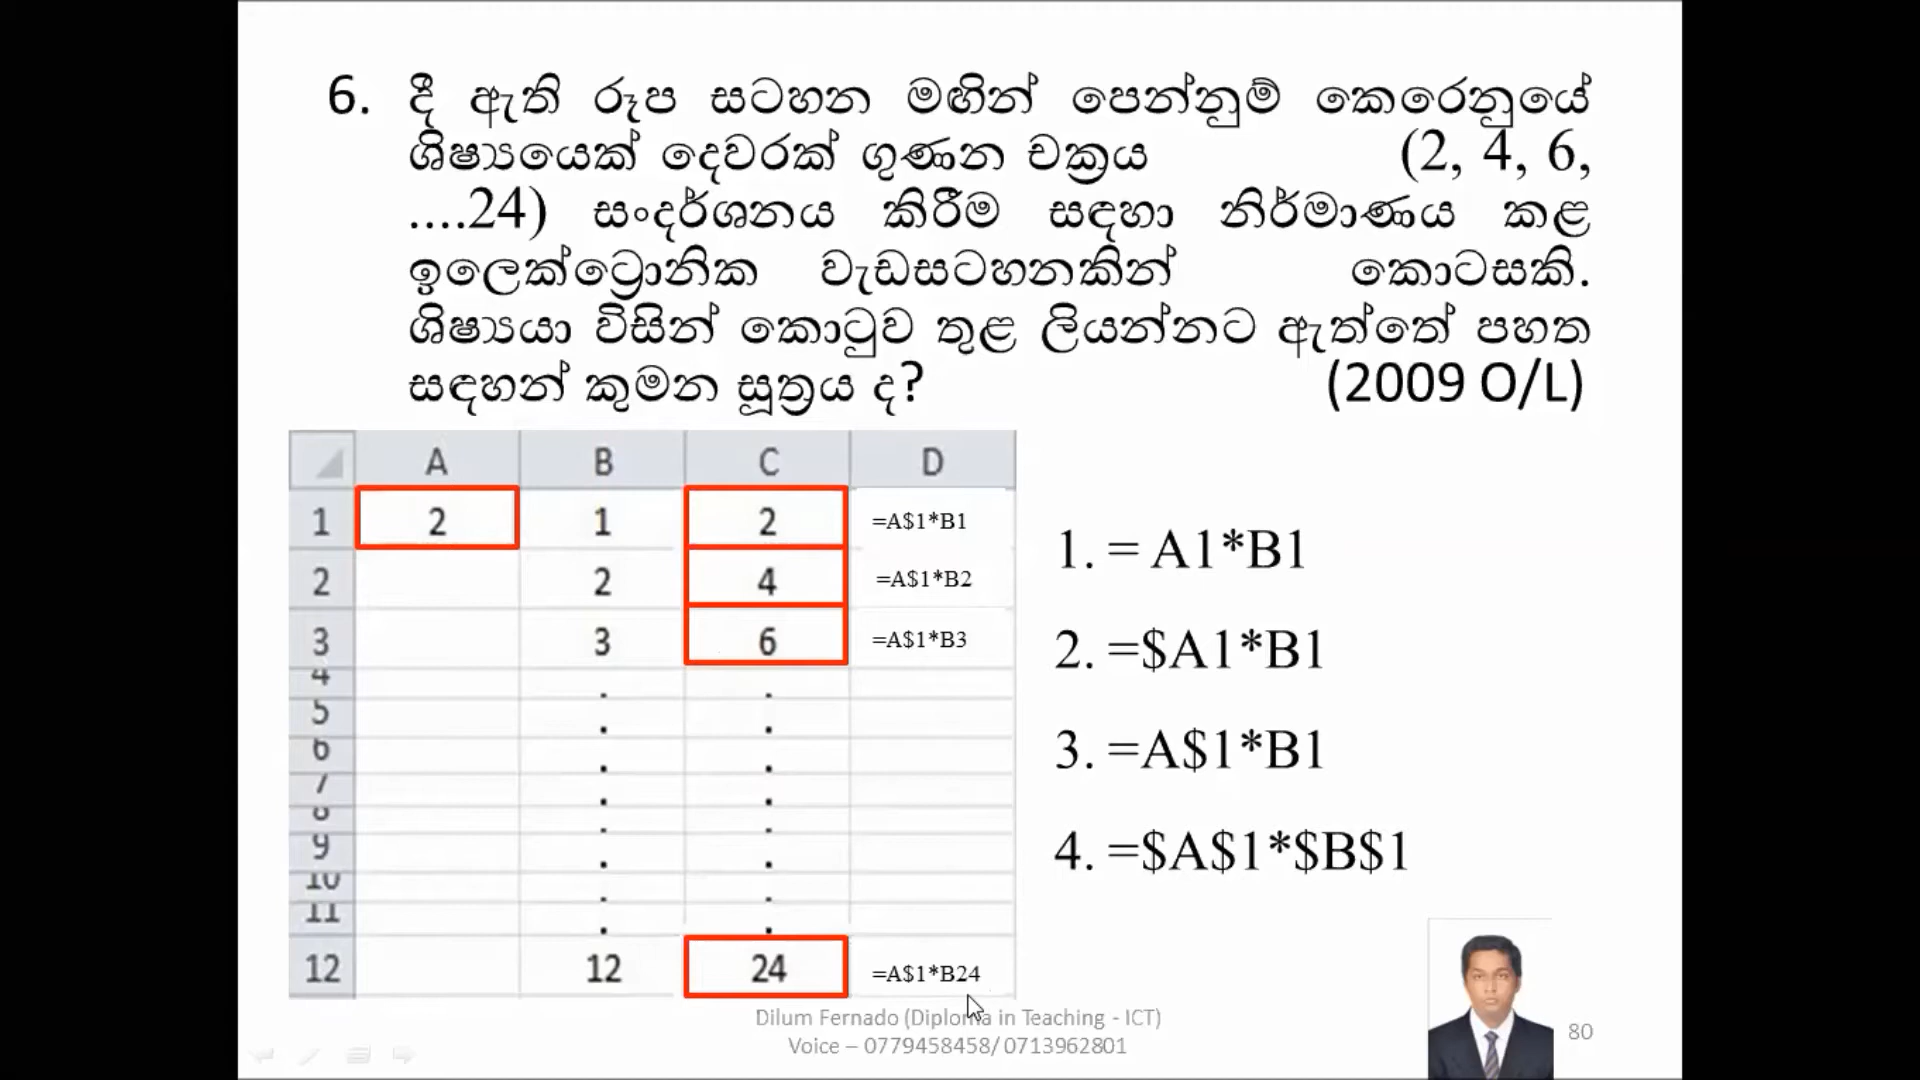 6. දී ඇති රූප සටහන මඟින් පෙන්නුම් කෙරෙනුයේ
ශිෂ්‍යයෙක් දෙවරක් ගුණන චක්‍රය (2, 4, 6,
....24) සංදර්ශනය කිරීම සඳහා නිර්මාණය කළ
ඉලෙක්ට්‍රොනික වැඩසටහනකින් කොටසකි.
ශිෂ්‍යයා විසින් කොටුව තුළ ලියන්නට ඇත්තේ පහත
සඳහන් කුමන සූත්‍රය ද? (2009 O/L)
A B C D
1 2 1 2 =A$1*B1
2 2 4 =A$1*B2
3 3 6 =A$1*B3
4 . .
5 . .
6 . .
7 . .
8 . .
9 . .
10 . .
11 . .
12 12 24 =A$1*B24
1. = A1*B1
2. =$A1*B1
3. =A$1*B1
4. =$A$1*$B$1
Dilum Fernado (Diploma in Teaching - ICT)
Voice – 0779458458/ 0713962801
80